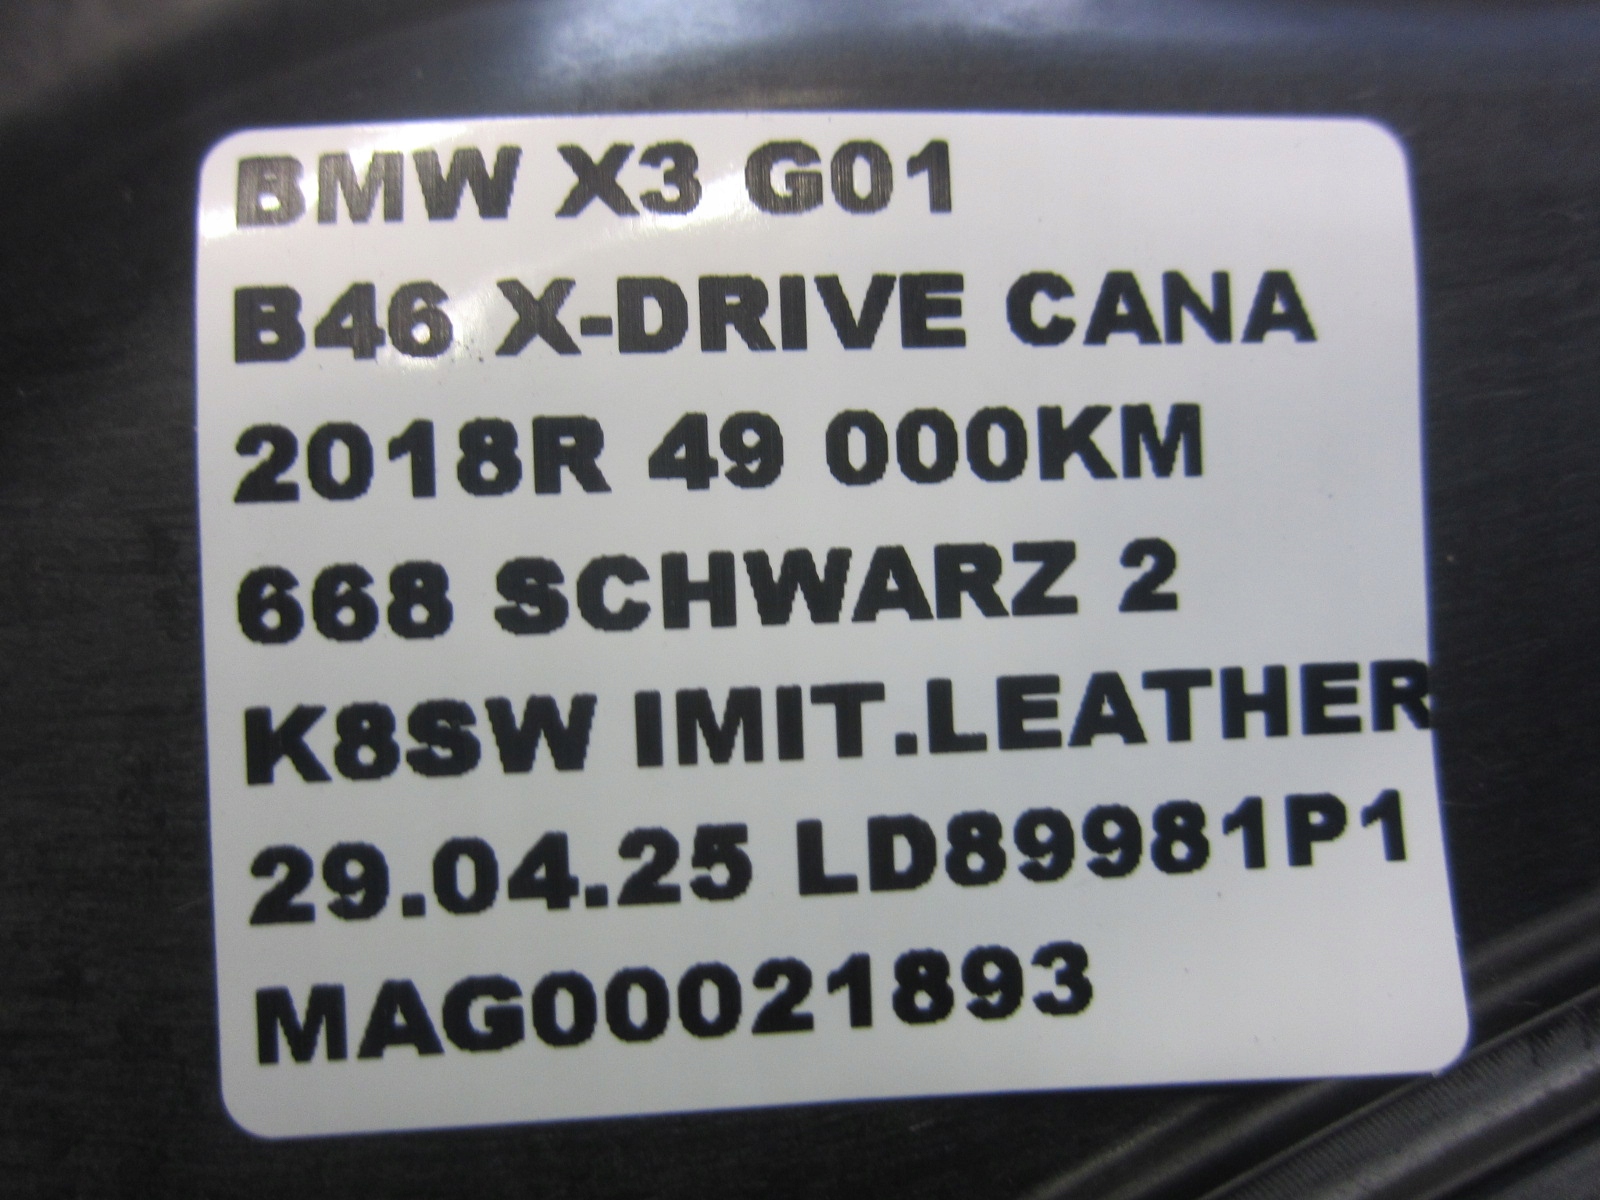 BMW X3 G01
B46 X-DRIVE CANA
2018R 49 000KM
668 SCHWARZ 2
K8SW IMIT.LEATHER
29.04.25 LD89981P1
MAG00021893